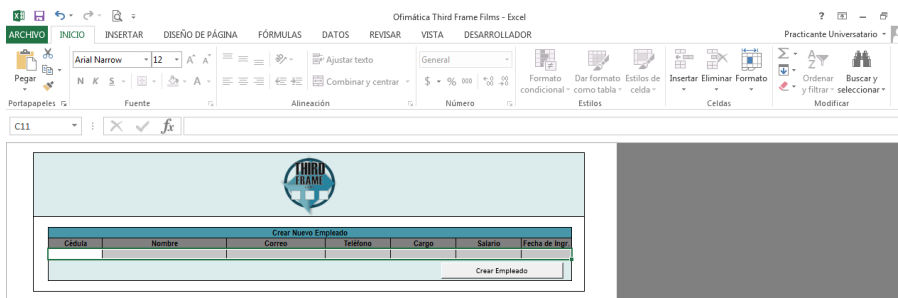 Ofimática Third Frame Films - Excel
ARCHIVO INICIO INSERTAR DISEÑO DE PÁGINA FÓRMULAS DATOS REVISAR VISTA DESARROLLADOR Practicante Universitario
Arial Narrow 12 Ajustar texto General
Pegar N K S A Combinar y centrar $ % 000 Formato condicional Dar formato como tabla Estilos de celda Insertar Eliminar Formato Ordenar y filtrar Buscar y seleccionar
Portapapeles Fuente Alineación Número Estilos Celdas Modificar
C11 fx
THIRD
FRAME
Crear Nuevo Empleado
Cédula Nombre Correo Teléfono Cargo Salario Fecha de Ingr.
Crear Empleado